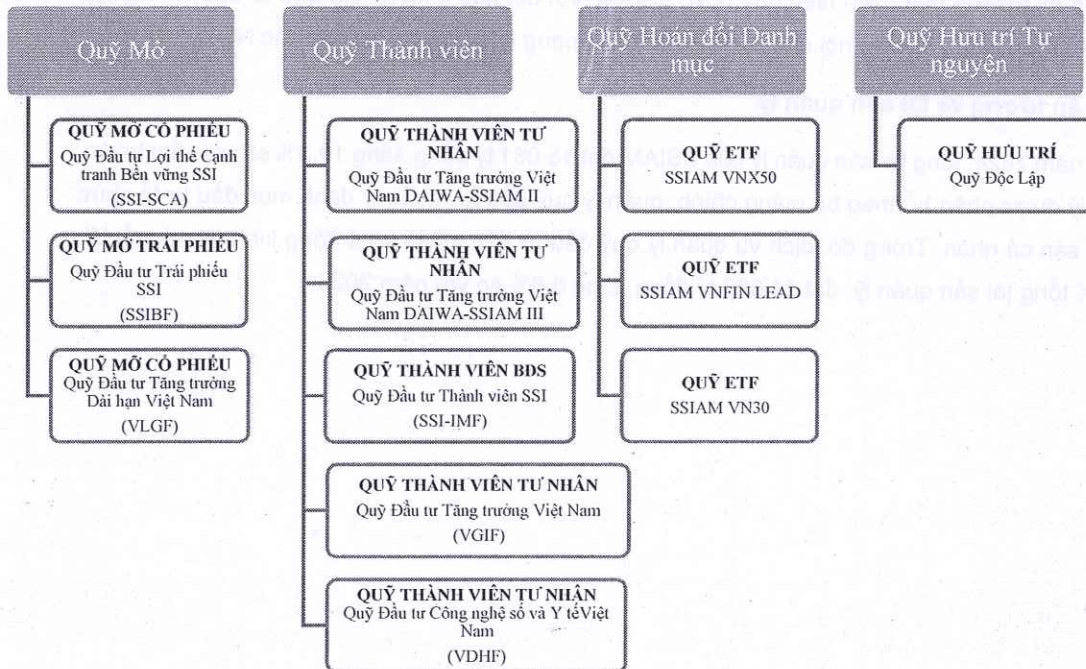 Quỹ Mở
QUỸ MỞ CỔ PHIẾU
Quỹ Đầu tư Lợi thế Cạnh
tranh Bền vững SSI
(SSI-SCA)
QUỸ MỞ TRÁI PHIẾU
Quỹ Đầu tư Trái phiếu
SSI
(SSIBF)
QUỸ MỞ CỔ PHIẾU
Quỹ Đầu tư Tăng trưởng
Dài hạn Việt Nam
(VLGF)
Quỹ Thành viên
QUỸ THÀNH VIÊN TƯ
NHÂN
Quỹ Đầu tư Tăng trưởng Việt
Nam DAIWA-SSIAM II
QUỸ THÀNH VIÊN TƯ
NHÂN
Quỹ Đầu tư Tăng trưởng Việt
Nam DAIWA-SSIAM III
QUỸ THÀNH VIÊN BĐS
Quỹ Đầu tư Thành viên SSI
(SSI-IMF)
QUỸ THÀNH VIÊN TƯ NHÂN
Quỹ Đầu tư Tăng trưởng Việt Nam
(VGIF)
QUỸ THÀNH VIÊN TƯ NHÂN
Quỹ Đầu tư Công nghệ số và Y tếViệt
Nam
(VDHF)
Quỹ Hoán đổi Danh
mục
QUỸ ETF
SSIAM VNX50
QUỸ ETF
SSIAM VNFIN LEAD
QUỸ ETF
SSIAM VN30
Quỹ Hưu trí Tự
nguyện
QUỸ HƯU TRÍ
Quỹ Độc Lập